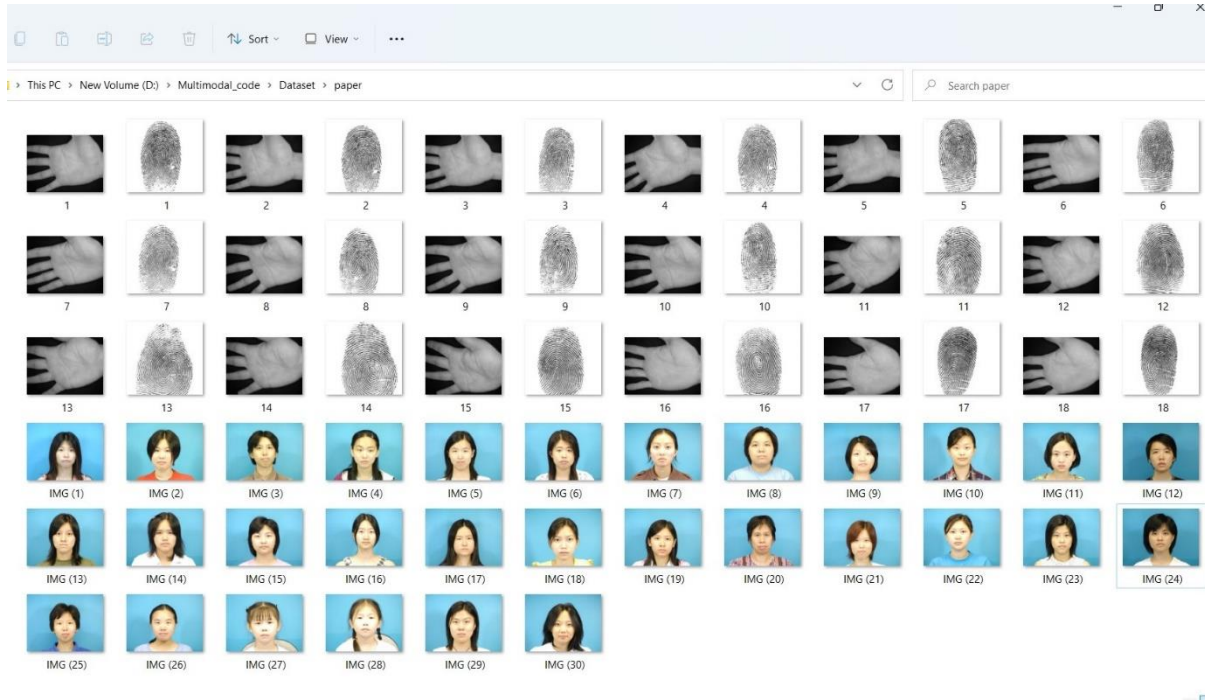 Sort View
This PC > New Volume (D:) > Multimodal_code > Dataset > paper
Search paper
1 1 2 2 3 3 4 4 5 5 6 6
7 7 8 8 9 9 10 10 11 11 12 12
13 13 14 14 15 15 16 16 17 17 18 18
IMG (1) IMG (2) IMG (3) IMG (4) IMG (5) IMG (6) IMG (7) IMG (8) IMG (9) IMG (10) IMG (11) IMG (12)
IMG (13) IMG (14) IMG (15) IMG (16) IMG (17) IMG (18) IMG (19) IMG (20) IMG (21) IMG (22) IMG (23) IMG (24)
IMG (25) IMG (26) IMG (27) IMG (28) IMG (29) IMG (30)